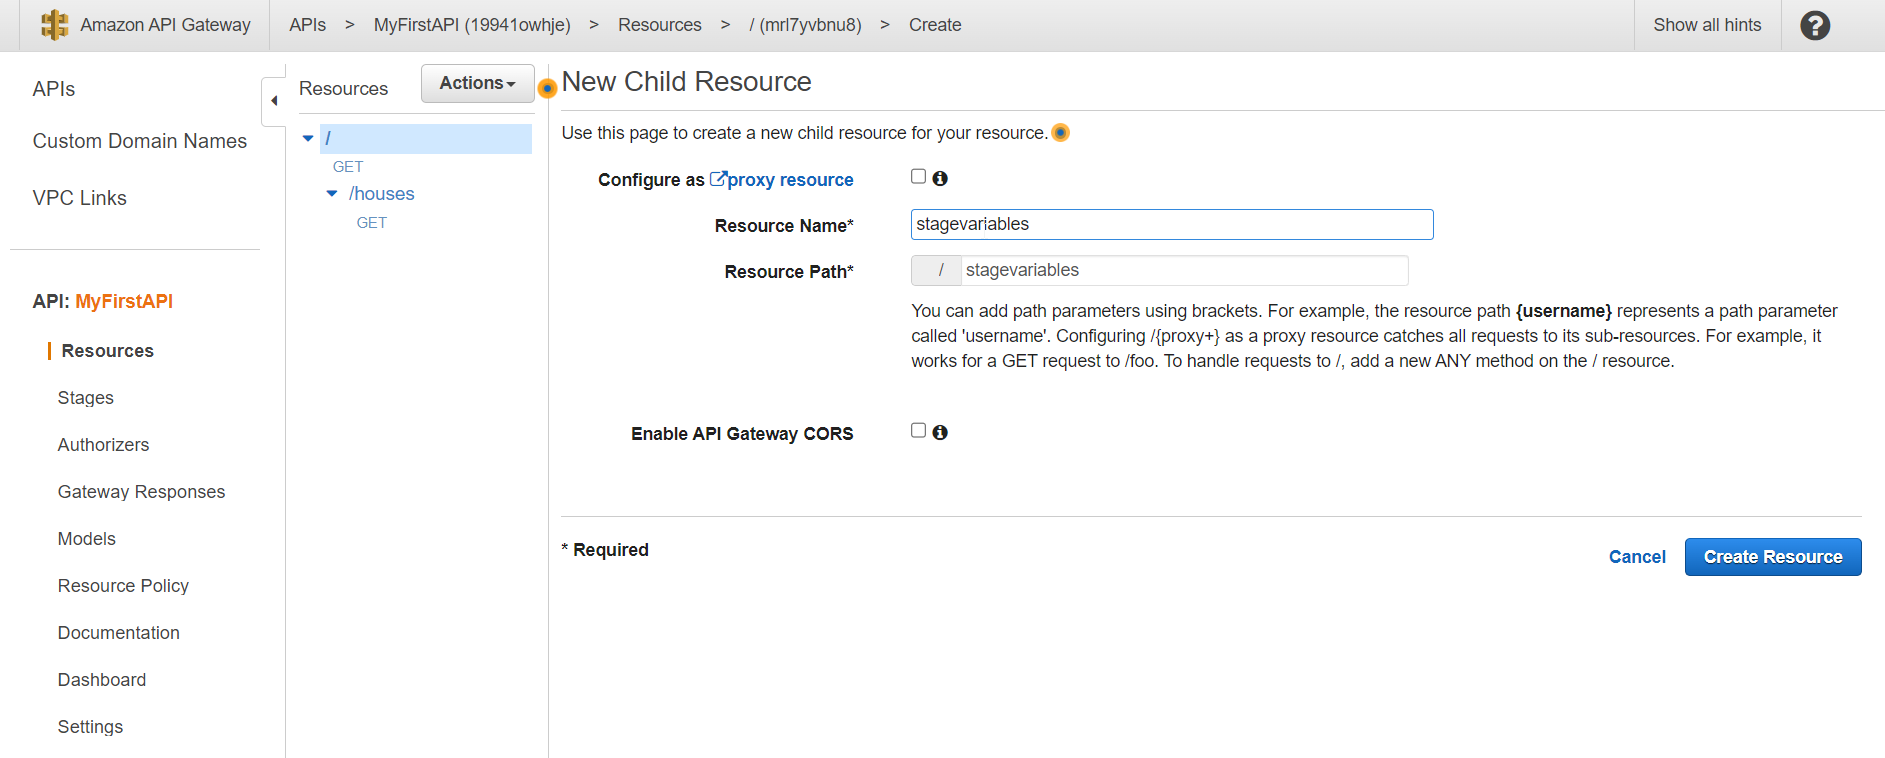 Amazon API Gateway APIs > MyFirstAPI (19941owhje) > Resources > / (mrl7yvbnu8) > Create Show all hints ?
APIs
Custom Domain Names
VPC Links
API: MyFirstAPI
Resources
Stages
Authorizers
Gateway Responses
Models
Resource Policy
Documentation
Dashboard
Settings
Resources Actions
/
GET
/houses
GET
New Child Resource
Use this page to create a new child resource for your resource.
Configure as proxy resource
Resource Name* stagevariables
Resource Path* / stagevariables
You can add path parameters using brackets. For example, the resource path {username} represents a path parameter
called 'username'. Configuring /{proxy+} as a proxy resource catches all requests to its sub-resources. For example, it
works for a GET request to /foo. To handle requests to /, add a new ANY method on the / resource.
Enable API Gateway CORS
* Required Cancel Create Resource